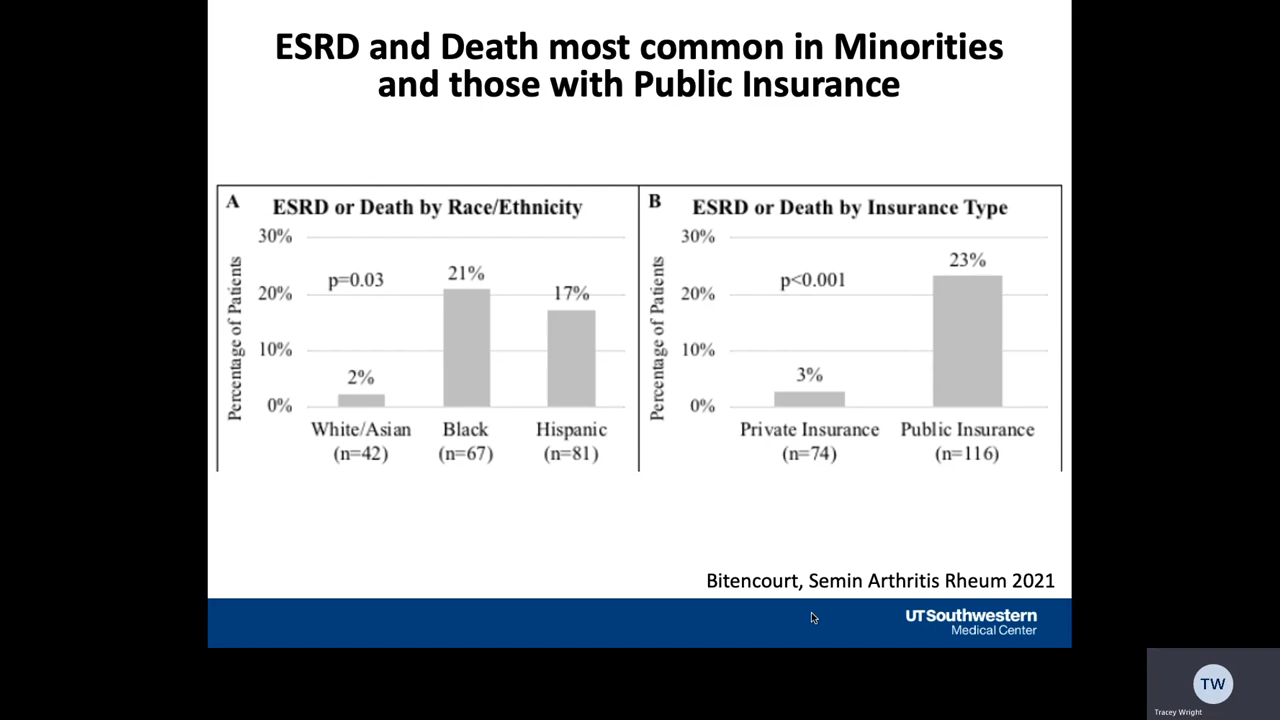 ESRD and Death most common in Minorities
and those with Public Insurance
A
ESRD or Death by Race/Ethnicity
Percentage of Patients
30%
20%
10%
0%
p=0.03
2%
21%
17%
White/Asian
(n=42)
Black
(n=67)
Hispanic
(n=81)
B
ESRD or Death by Insurance Type
Percentage of Patients
30%
20%
10%
0%
p<0.001
3%
23%
Private Insurance
(n=74)
Public Insurance
(n=116)
Bitencourt, Semin Arthritis Rheum 2021
UTSouthwestern
Medical Center
TW
Tracey Wright